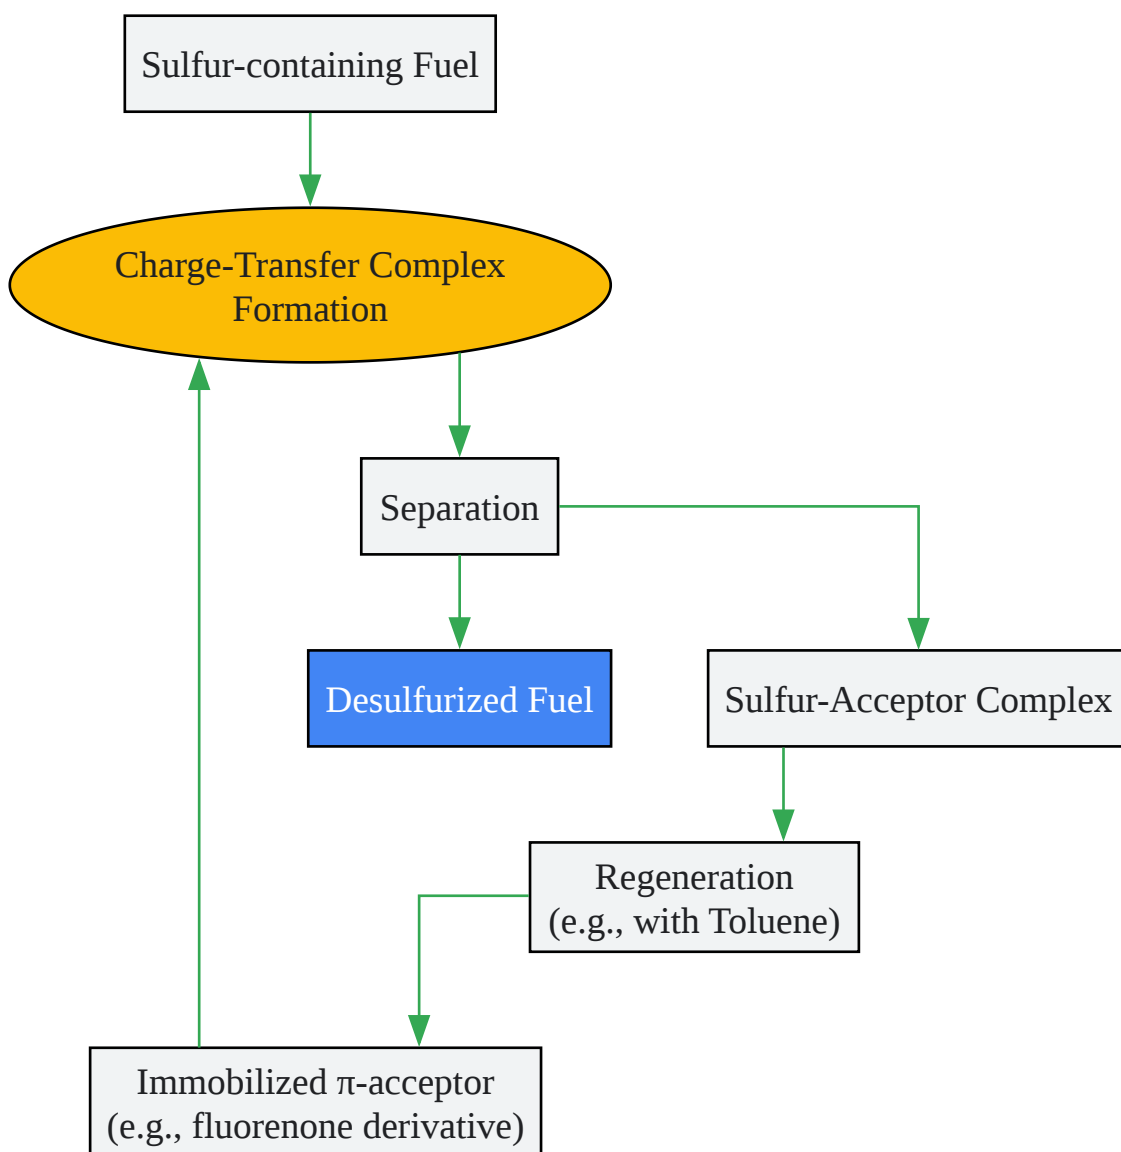 Sulfur-containing Fuel
Charge-Transfer Complex
Formation
Separation
Desulfurized Fuel
Sulfur-Acceptor Complex
Regeneration
(e.g., with Toluene)
Immobilized π-acceptor
(e.g., fluorenone derivative)